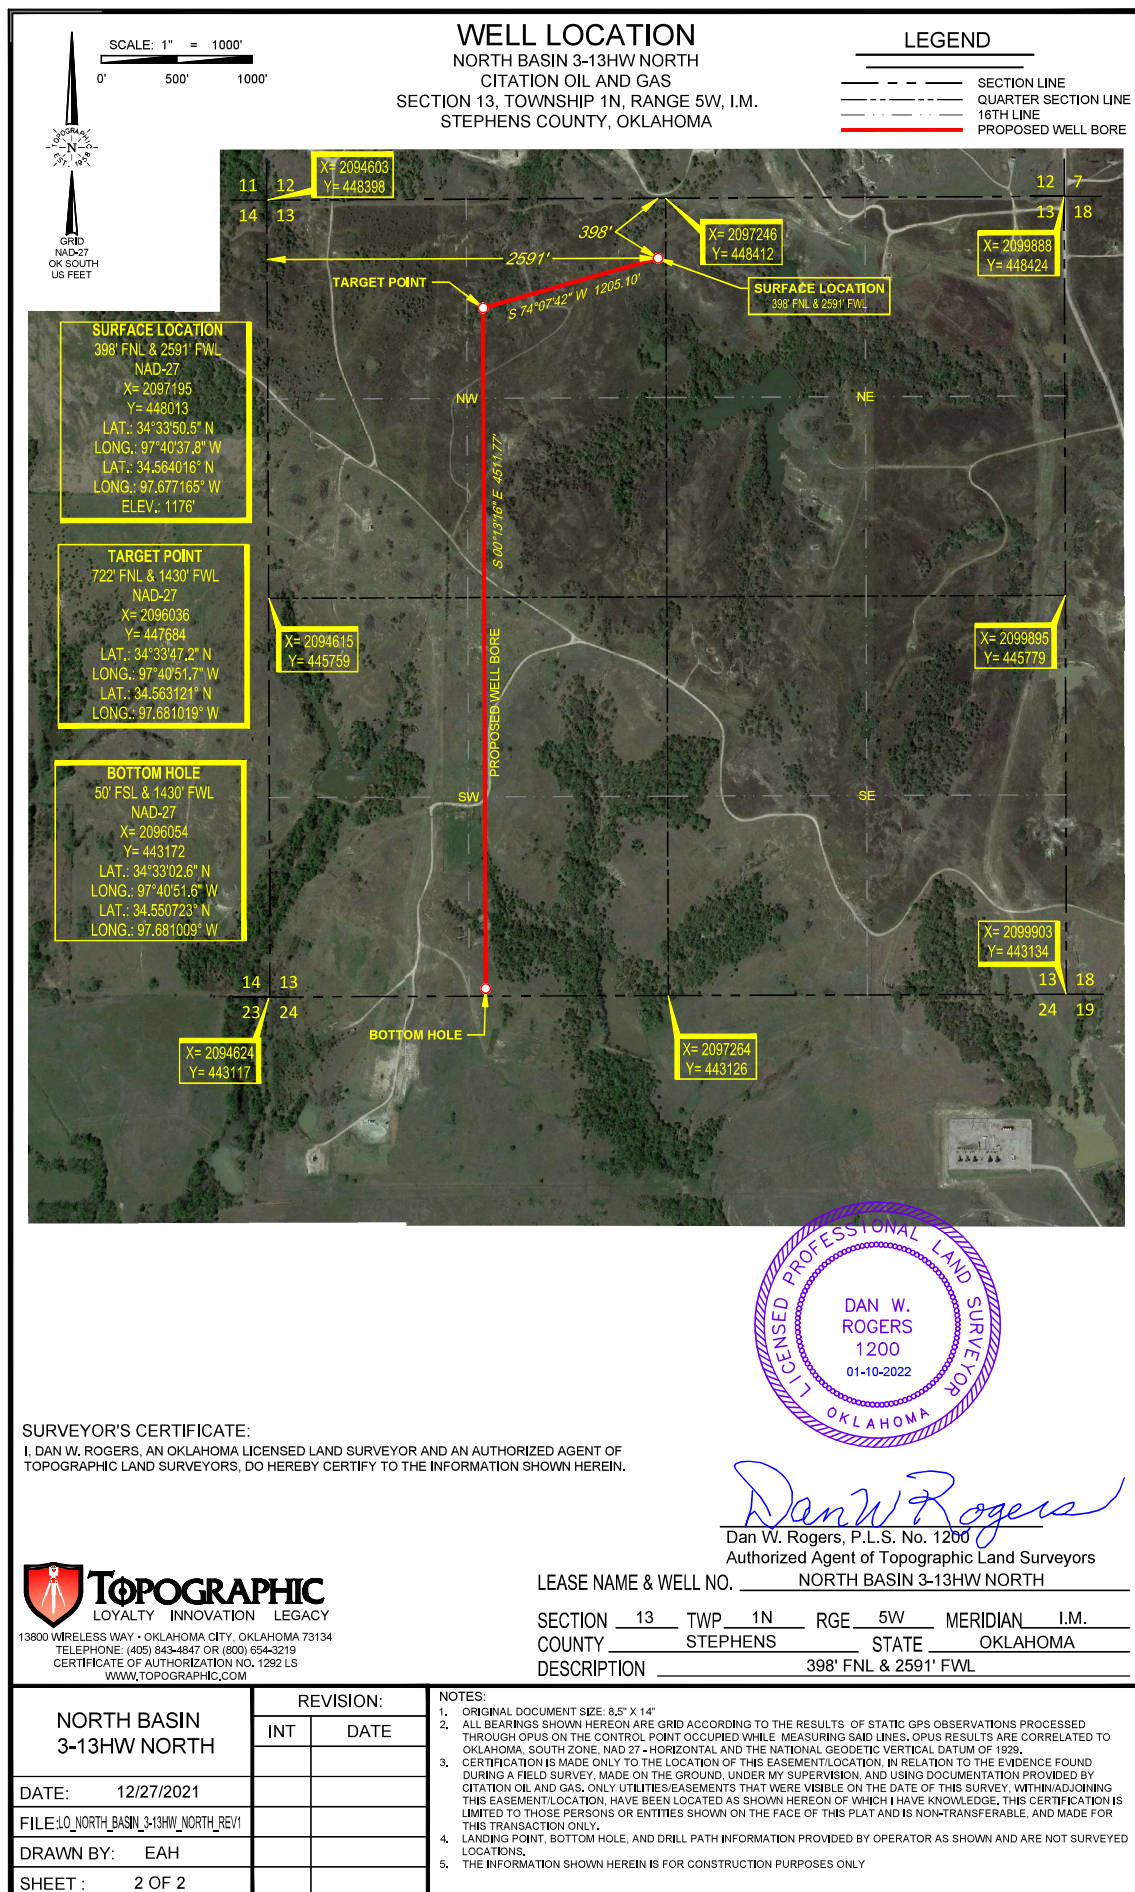 SCALE: 1" = 1000'
0' 500' 1000'
TOPOGRAPHIC
EST. 1958
N
GRID
NAD-27
OK SOUTH
US FEET
WELL LOCATION
NORTH BASIN 3-13HW NORTH
CITATION OIL AND GAS
SECTION 13, TOWNSHIP 1N, RANGE 5W, I.M.
STEPHENS COUNTY, OKLAHOMA
LEGEND
SECTION LINE
QUARTER SECTION LINE
16TH LINE
PROPOSED WELL BORE
11 12
14 13
X= 2094603
Y= 448398
398'
X= 2097246
Y= 448412
12 7
13 18
X= 2099888
Y= 448424
2591'
TARGET POINT
S 74°07'42" W 1205.10'
SURFACE LOCATION
398' FNL & 2591' FWL
SURFACE LOCATION
398' FNL & 2591' FWL
NAD-27
X= 2097195
Y= 448013
LAT.: 34°33'50.5" N
LONG.: 97°40'37.8" W
LAT.: 34.564016° N
LONG.: 97.677165° W
ELEV.: 1176'
NW
NE
S 00°13'16" E 4511.77'
TARGET POINT
722' FNL & 1430' FWL
NAD-27
X= 2096036
Y= 447684
LAT.: 34°33'47.2" N
LONG.: 97°40'51.7" W
LAT.: 34.563121° N
LONG.: 97.681019° W
X= 2094615
Y= 445759
X= 2099895
Y= 445779
PROPOSED WELL BORE
BOTTOM HOLE
50' FSL & 1430' FWL
NAD-27
X= 2096054
Y= 443172
LAT.: 34°33'02.6" N
LONG.: 97°40'51.6" W
LAT.: 34.550723° N
LONG.: 97.681009° W
SW
SE
X= 2099903
Y= 443134
14 13
23 24
13 18
24 19
BOTTOM HOLE
X= 2094624
Y= 443117
X= 2097264
Y= 443126
LICENSED PROFESSIONAL LAND SURVEYOR
DAN W.
ROGERS
1200
01-10-2022
OKLAHOMA
SURVEYOR'S CERTIFICATE:
I, DAN W. ROGERS, AN OKLAHOMA LICENSED LAND SURVEYOR AND AN AUTHORIZED AGENT OF
TOPOGRAPHIC LAND SURVEYORS, DO HEREBY CERTIFY TO THE INFORMATION SHOWN HEREIN.
Dan W Rogers
Dan W. Rogers, P.L.S. No. 1200
Authorized Agent of Topographic Land Surveyors
TOPOGRAPHIC
LOYALTY INNOVATION LEGACY
13800 WIRELESS WAY • OKLAHOMA CITY, OKLAHOMA 73134
TELEPHONE: (405) 843-4847 OR (800) 654-3219
CERTIFICATE OF AUTHORIZATION NO. 1292 LS
WWW.TOPOGRAPHIC.COM
LEASE NAME & WELL NO. NORTH BASIN 3-13HW NORTH
SECTION 13 TWP 1N RGE 5W MERIDIAN I.M.
COUNTY STEPHENS STATE OKLAHOMA
DESCRIPTION 398' FNL & 2591' FWL
NORTH BASIN
3-13HW NORTH
DATE: 12/27/2021
FILE:LO_NORTH_BASIN_3-13HW_NORTH_REV1
DRAWN BY: EAH
SHEET : 2 OF 2
REVISION:
INT DATE
NOTES:
1. ORIGINAL DOCUMENT SIZE: 8.5" X 14"
2. ALL BEARINGS SHOWN HEREON ARE GRID ACCORDING TO THE RESULTS OF STATIC GPS OBSERVATIONS PROCESSED
THROUGH OPUS ON THE CONTROL POINT OCCUPIED WHILE MEASURING SAID LINES. OPUS RESULTS ARE CORRELATED TO
OKLAHOMA, SOUTH ZONE, NAD 27 - HORIZONTAL AND THE NATIONAL GEODETIC VERTICAL DATUM OF 1929.
3. CERTIFICATION IS MADE ONLY TO THE LOCATION OF THIS EASEMENT/LOCATION, IN RELATION TO THE EVIDENCE FOUND
DURING A FIELD SURVEY, MADE ON THE GROUND, UNDER MY SUPERVISION, AND USING DOCUMENTATION PROVIDED BY
CITATION OIL AND GAS. ONLY UTILITIES/EASEMENTS THAT WERE VISIBLE ON THE DATE OF THIS SURVEY, WITHIN/ADJOINING
THIS EASEMENT/LOCATION, HAVE BEEN LOCATED AS SHOWN HEREON OF WHICH I HAVE KNOWLEDGE. THIS CERTIFICATION IS
LIMITED TO THOSE PERSONS OR ENTITIES SHOWN ON THE FACE OF THIS PLAT AND IS NON-TRANSFERABLE, AND MADE FOR
THIS TRANSACTION ONLY.
4. LANDING POINT, BOTTOM HOLE, AND DRILL PATH INFORMATION PROVIDED BY OPERATOR AS SHOWN AND ARE NOT SURVEYED
LOCATIONS.
5. THE INFORMATION SHOWN HEREIN IS FOR CONSTRUCTION PURPOSES ONLY